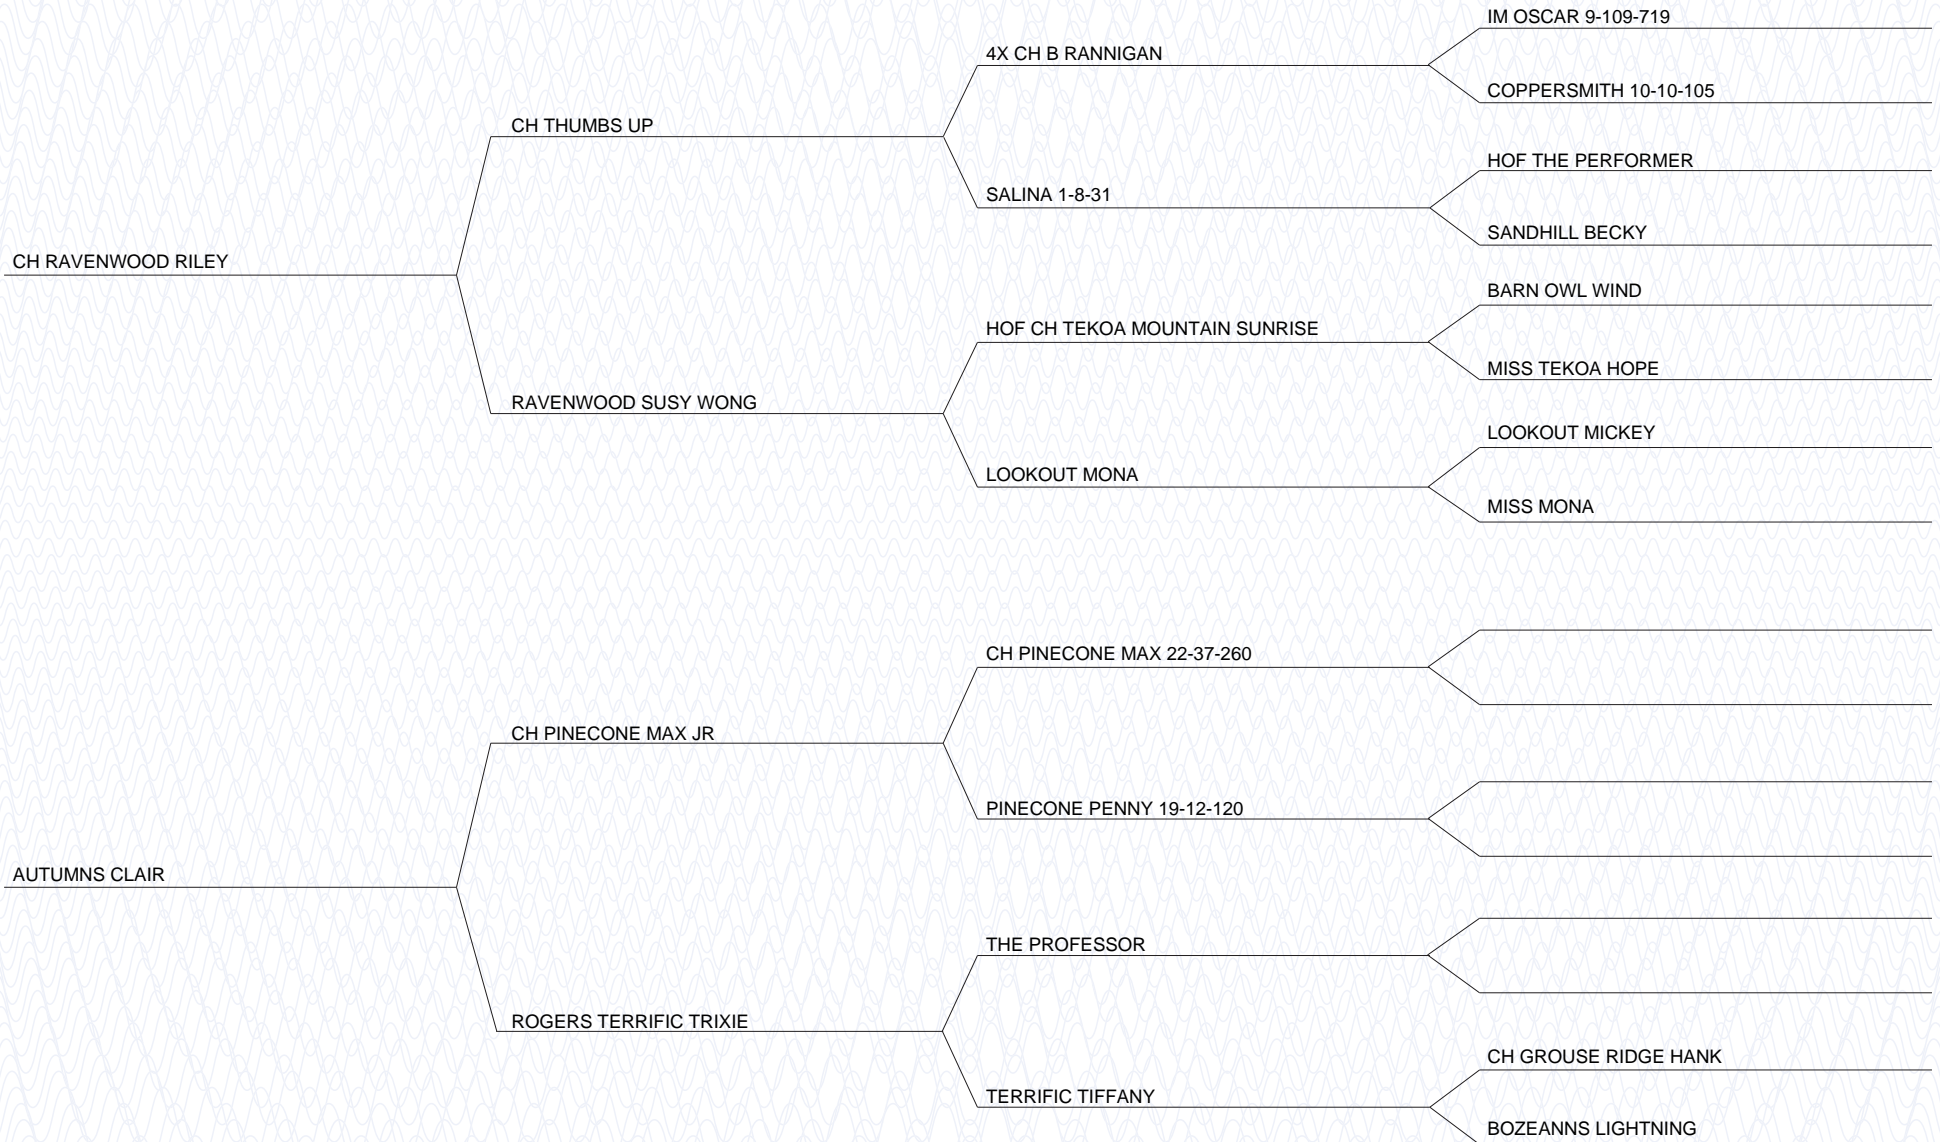 IM OSCAR 9-109-719
4X CH B RANNIGAN
COPPERSMITH 10-10-105
CH THUMBS UP
HOF THE PERFORMER
SALINA 1-8-31
SANDHILL BECKY
CH RAVENWOOD RILEY
BARN OWL WIND
HOF CH TEKOA MOUNTAIN SUNRISE
MISS TEKOA HOPE
RAVENWOOD SUSY WONG
LOOKOUT MICKEY
LOOKOUT MONA
MISS MONA
CH PINECONE MAX 22-37-260
CH PINECONE MAX JR
PINECONE PENNY 19-12-120
AUTUMNS CLAIR
THE PROFESSOR
ROGERS TERRIFIC TRIXIE
CH GROUSE RIDGE HANK
TERRIFIC TIFFANY
BOZEANNS LIGHTNING